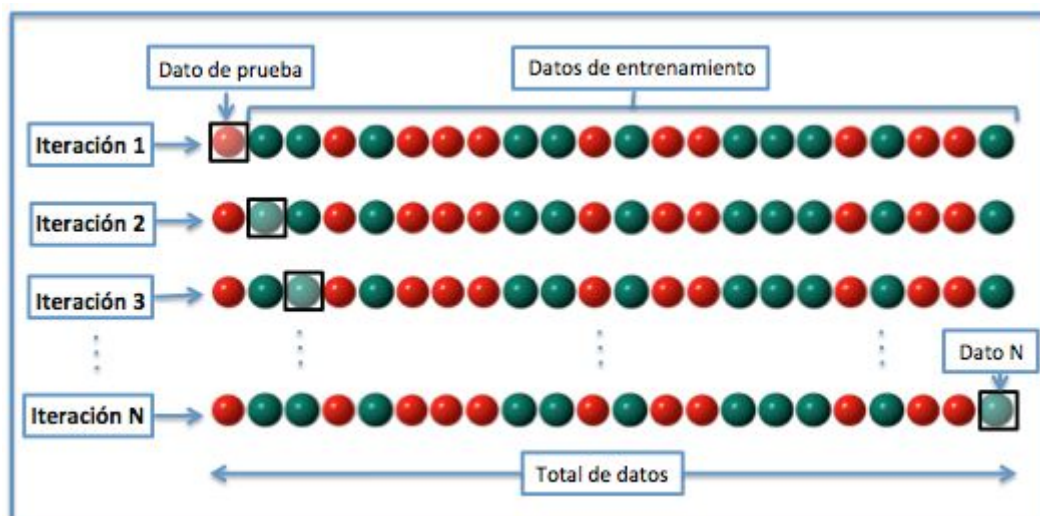 Dato de prueba
Datos de entrenamiento
Iteración 1
Iteración 2
Iteración 3
Dato N
Iteración N
Total de datos